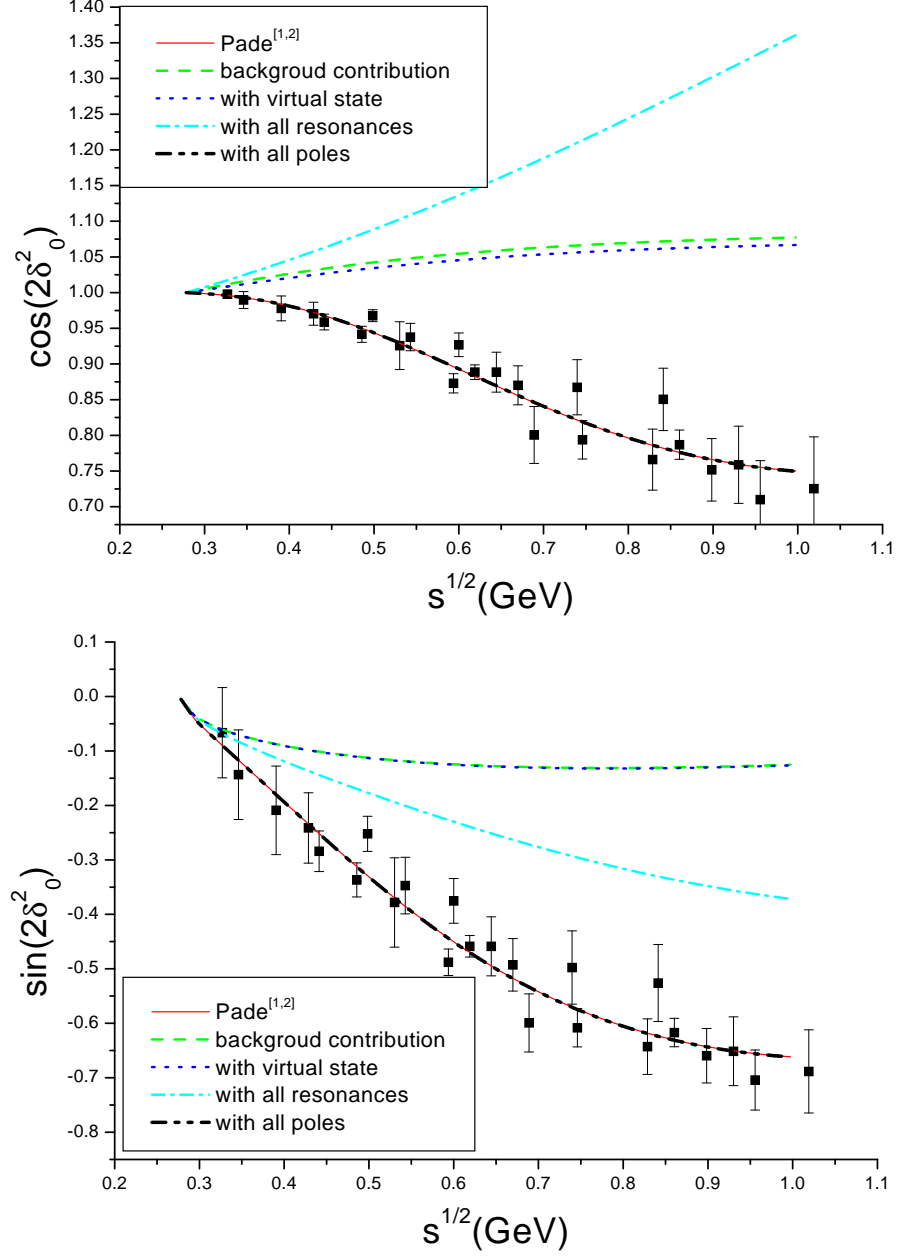 1.40
1.35
1.30
1.25
1.20
1.15
1.10
1.05
1.00
0.95
0.90
0.85
0.80
0.75
0.70
cos(2δ²₀)
Pade[1,2]
backgroud contribution
with virtual state
with all resonances
with all poles
0.2 0.3 0.4 0.5 0.6 0.7 0.8 0.9 1.0 1.1
s^1/2(GeV)
0.1
0.0
-0.1
-0.2
-0.3
-0.4
-0.5
-0.6
-0.7
-0.8
sin(2δ²₀)
Pade[1,2]
backgroud contribution
with virtual state
with all resonances
with all poles
0.2 0.3 0.4 0.5 0.6 0.7 0.8 0.9 1.0 1.1
s^1/2(GeV)